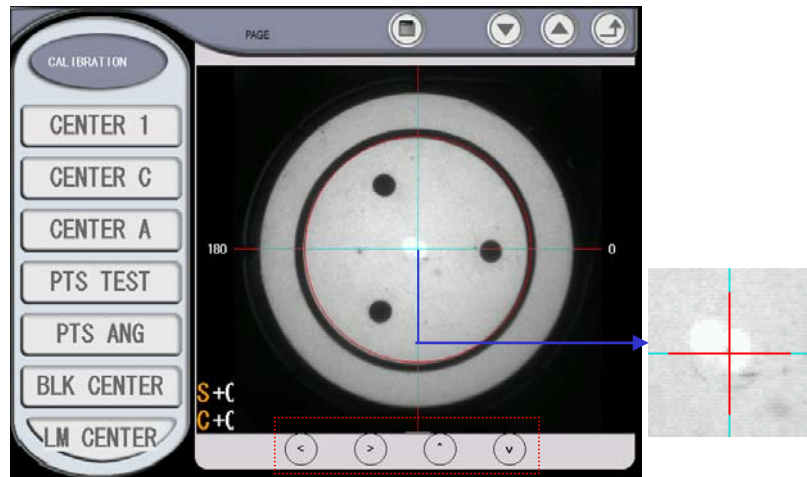 PAGE
CALIBRATION
CENTER 1
CENTER C
CENTER A
PTS TEST
PTS ANG
BLK CENTER
LM CENTER
180
0
S+(
C+(
< > ^ v